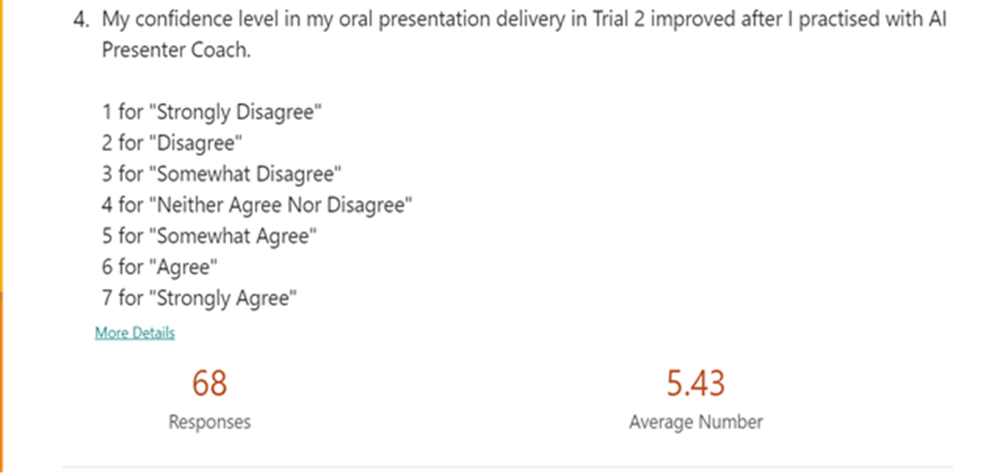 4. My confidence level in my oral presentation delivery in Trial 2 improved after I practised with AI
Presenter Coach.
1 for "Strongly Disagree"
2 for "Disagree"
3 for "Somewhat Disagree"
4 for "Neither Agree Nor Disagree"
5 for "Somewhat Agree"
6 for "Agree"
7 for "Strongly Agree"
More Details
68
Responses
5.43
Average Number